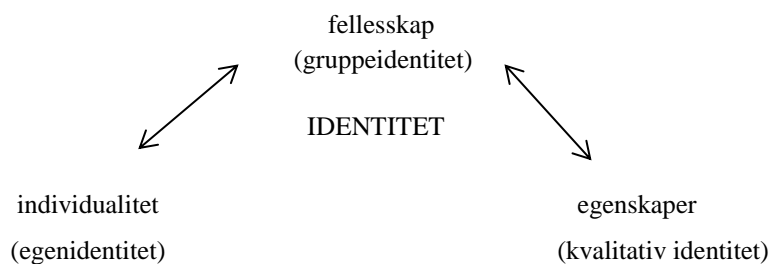 fellesskap
(gruppeidentitet)
IDENTITET
individualitet
(egenidentitet)
egenskaper
(kvalitativ identitet)